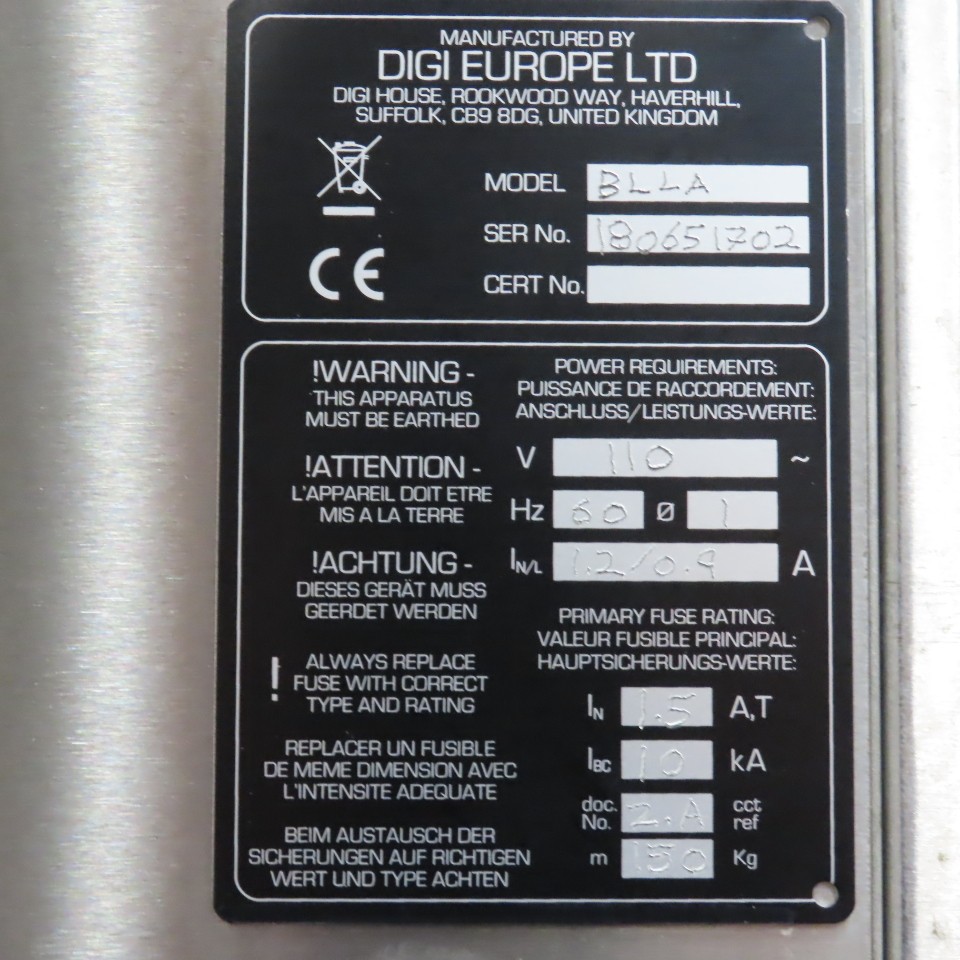 MANUFACTURED BY
DIGI EUROPE LTD
DIGI HOUSE, ROOKWOOD WAY, HAVERHILL,
SUFFOLK, CB9 8DG, UNITED KINGDOM
MODEL BLLA
SER No. 180651702
CERT No.
CE
!WARNING -
THIS APPARATUS
MUST BE EARTHED
!ATTENTION -
L'APPAREIL DOIT ETRE
MIS A LA TERRE
!ACHTUNG -
DIESES GERÄT MUSS
GEERDET WERDEN
! ALWAYS REPLACE
FUSE WITH CORRECT
TYPE AND RATING
REPLACER UN FUSIBLE
DE MEME DIMENSION AVEC
L'INTENSITE ADEQUATE
BEIM AUSTAUSCH DER
SICHERUNGEN AUF RICHTIGEN
WERT UND TYPE ACHTEN
POWER REQUIREMENTS:
PUISSANCE DE RACCORDEMENT:
ANSCHLUSS/LEISTUNGS-WERTE:
V 110 ~
Hz 60 Ø 1
IN/L 1.2/0.9 A
PRIMARY FUSE RATING:
VALEUR FUSIBLE PRINCIPAL:
HAUPTSICHERUNGS-WERTE:
IN 1.5 A,T
IBC 10 kA
doc. No. 2.A cct ref
m 150 Kg